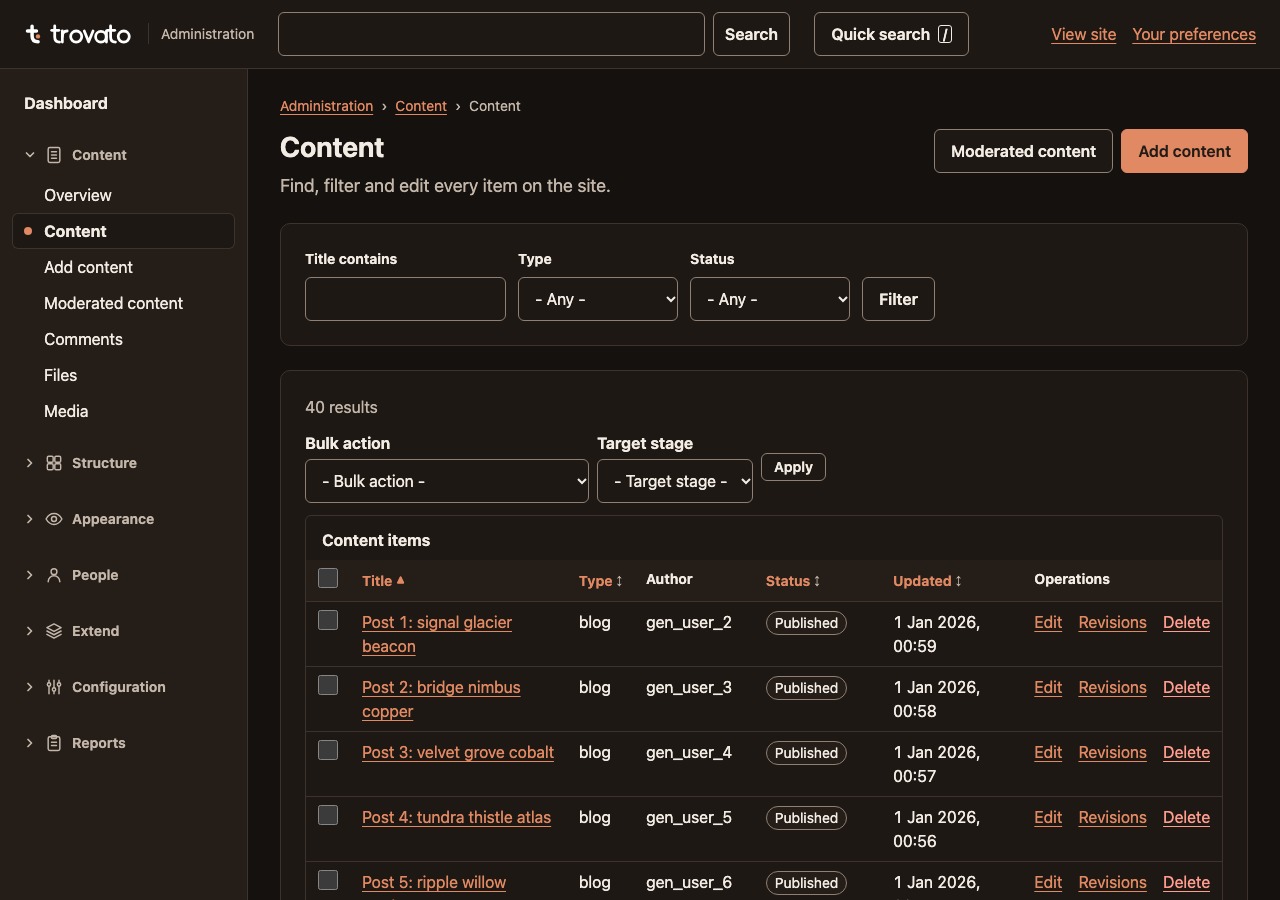 trovato
Administration
Search
Quick search /
View site
Your preferences
Dashboard
Content
Overview
Content
Add content
Moderated content
Comments
Files
Media
Structure
Appearance
People
Extend
Configuration
Reports
Administration › Content › Content
Content
Moderated content
Add content
Find, filter and edit every item on the site.
Title contains
Type
Status
- Any -
- Any -
Filter
40 results
Bulk action
Target stage
- Bulk action -
- Target stage -
Apply
Content items
Title ▲ Type ↕ Author Status ↕ Updated ↕ Operations
Post 1: signal glacier beacon blog gen_user_2 Published 1 Jan 2026, 00:59 Edit Revisions Delete
Post 2: bridge nimbus copper blog gen_user_3 Published 1 Jan 2026, 00:58 Edit Revisions Delete
Post 3: velvet grove cobalt blog gen_user_4 Published 1 Jan 2026, 00:57 Edit Revisions Delete
Post 4: tundra thistle atlas blog gen_user_5 Published 1 Jan 2026, 00:56 Edit Revisions Delete
Post 5: ripple willow blog gen_user_6 Published 1 Jan 2026, Edit Revisions Delete